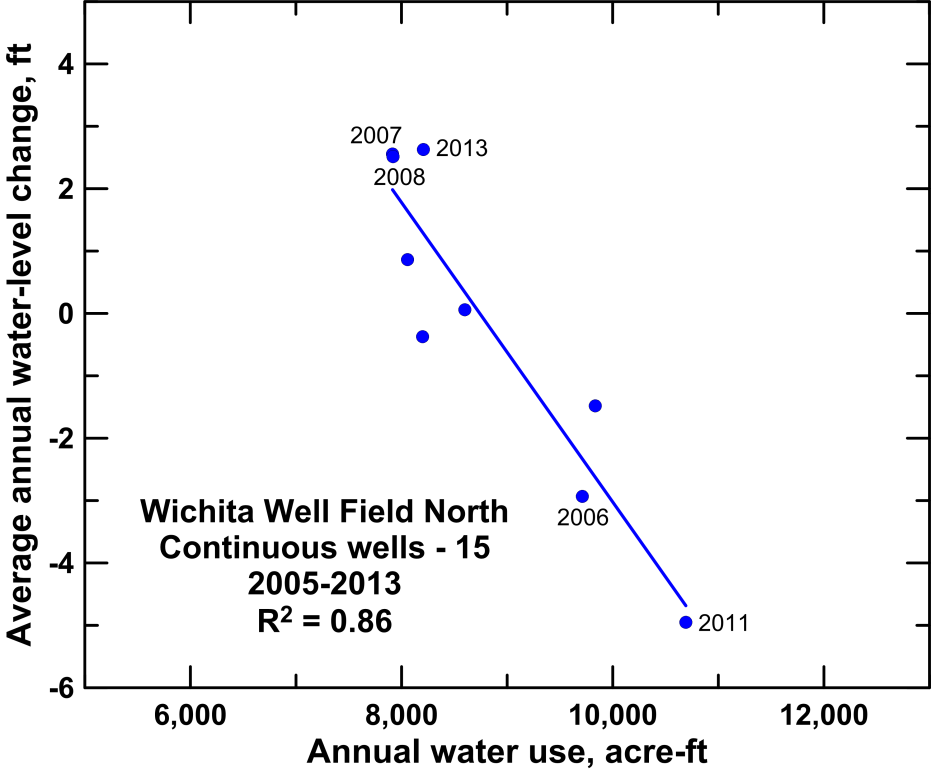 Average annual water-level change, ft
4
2
0
-2
-4
-6
2007
2013
2008
2006
2011
Wichita Well Field North
Continuous wells - 15
2005-2013
R² = 0.86
6,000 8,000 10,000 12,000
Annual water use, acre-ft